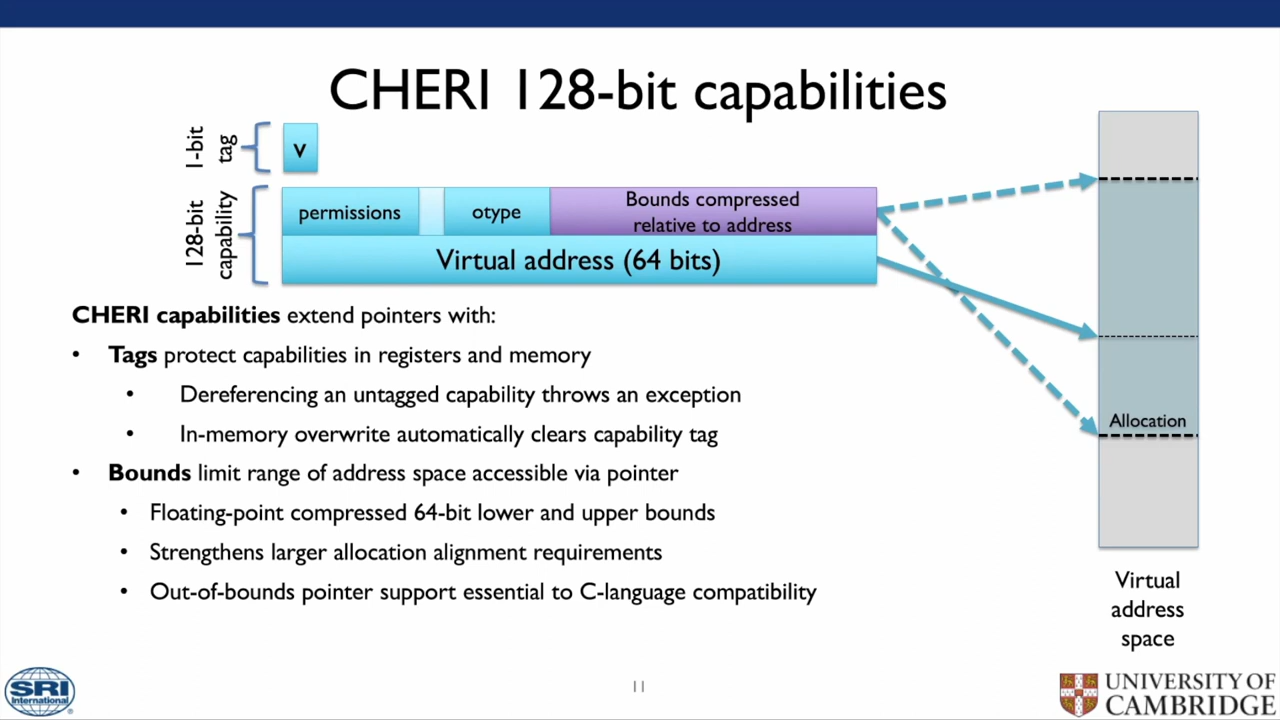 CHERI 128-bit capabilities
1-bit
tag
v
128-bit
capability
permissions
otype
Bounds compressed
relative to address
Virtual address (64 bits)
CHERI capabilities extend pointers with:
• Tags protect capabilities in registers and memory
• Dereferencing an untagged capability throws an exception
• In-memory overwrite automatically clears capability tag
• Bounds limit range of address space accessible via pointer
• Floating-point compressed 64-bit lower and upper bounds
• Strengthens larger allocation alignment requirements
• Out-of-bounds pointer support essential to C-language compatibility
Allocation
Virtual
address
space
SRI
International
11
UNIVERSITY OF
CAMBRIDGE